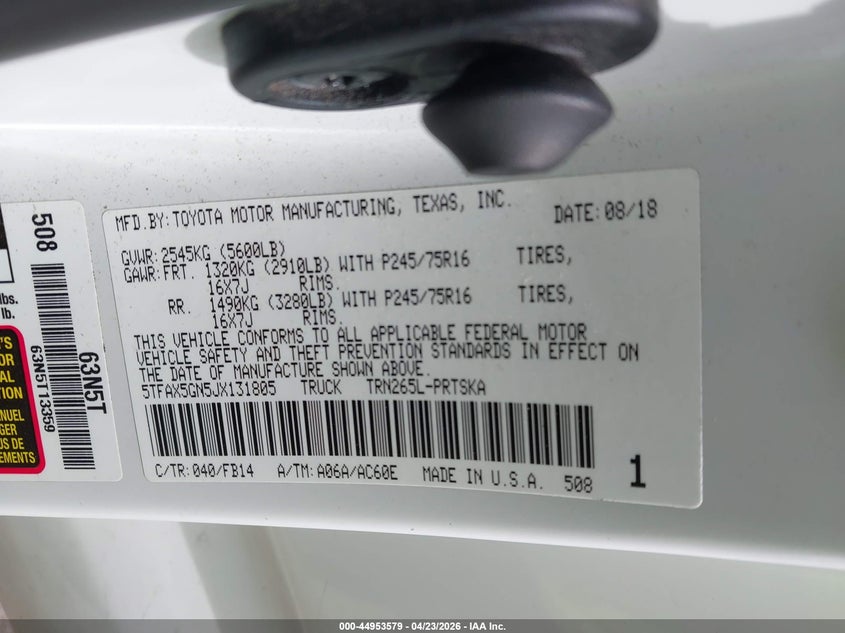 MFD.BY:TOYOTA MOTOR MANUFACTURING, TEXAS, INC. DATE:08/18
GVWR:2545KG (5600LB)
GAWR:FRT. 1320KG (2910LB) WITH P245/75R16 TIRES,
16X7J RIMS.
RR. 1490KG (3280LB) WITH P245/75R16 TIRES,
16X7J RIMS.
THIS VEHICLE CONFORMS TO ALL APPLICABLE FEDERAL MOTOR
VEHICLE SAFETY AND THEFT PREVENTION STANDARDS IN EFFECT ON
THE DATE OF MANUFACTURE SHOWN ABOVE.
5TFAX5GN5JX131805 TRUCK TRN265L-PRTSKA
C/TR:040/FB14 A/TM:A06A/AC60E MADE IN U.S.A. 508 1
508
63N5T
63N5T13359
lbs.
lb.
000-44953579 - 04/23/2026 - IAA Inc.